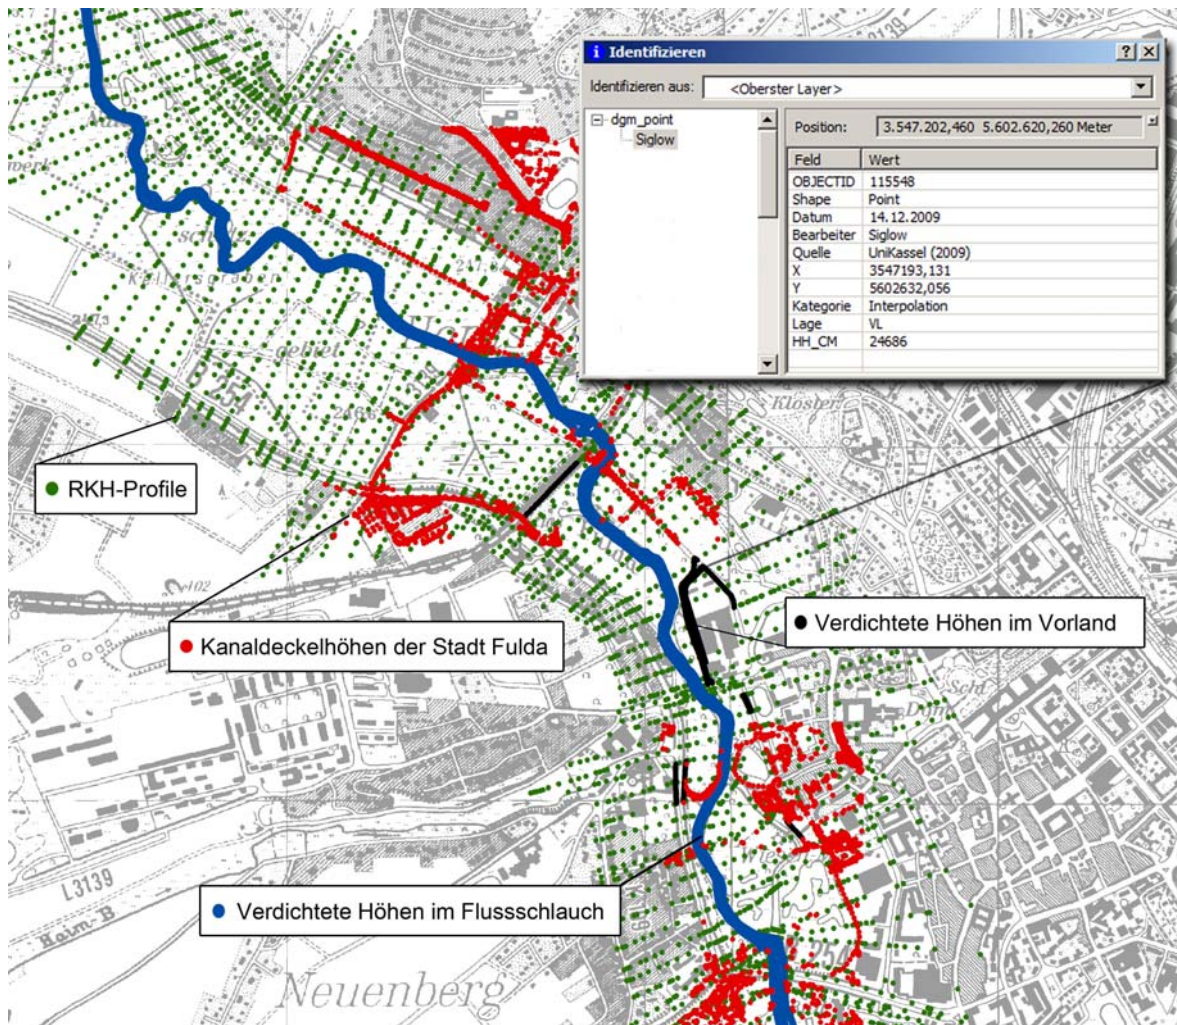 Identifizieren
Identifizieren aus: <Oberster Layer>
dgm_point
Siglow
Position: 3.547.202,460 5.602.620,260 Meter
Feld Wert
OBJECTID 115548
Shape Point
Datum 14.12.2009
Bearbeiter Siglow
Quelle UniKassel (2009)
X 3547193,131
Y 5602632,056
Kategorie Interpolation
Lage VL
HH_CM 24686
Kloster
B 254
RKH-Profile
Verdichtete Höhen im Vorland
Kanaldeckelhöhen der Stadt Fulda
L3139
Verdichtete Höhen im Flussschlauch
Neuenberg